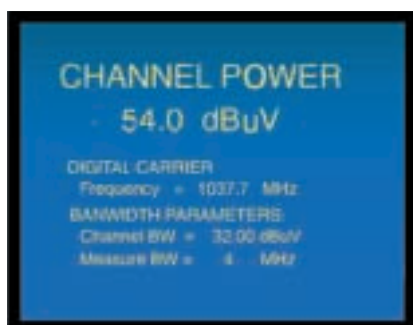 CHANNEL POWER
54.0 dBuV
DIGITAL CARRIER
Frequency = 1037.7 MHz
BANWIDTH PARAMETERS:
Channel BW = 32.00 dBuV
Measure BW = 4 MHz